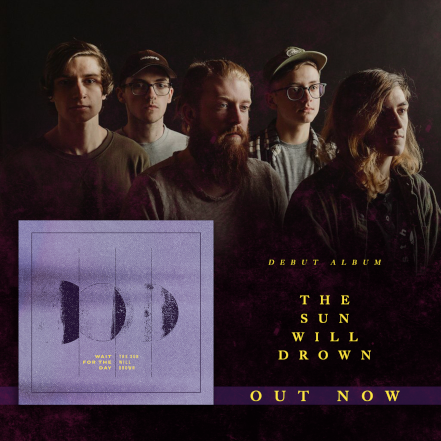 DEBUT ALBUM
THE
SUN
WILL
DROWN
OUT NOW
WAIT
FOR THE
DAY
THE SUN
WILL
DROWN